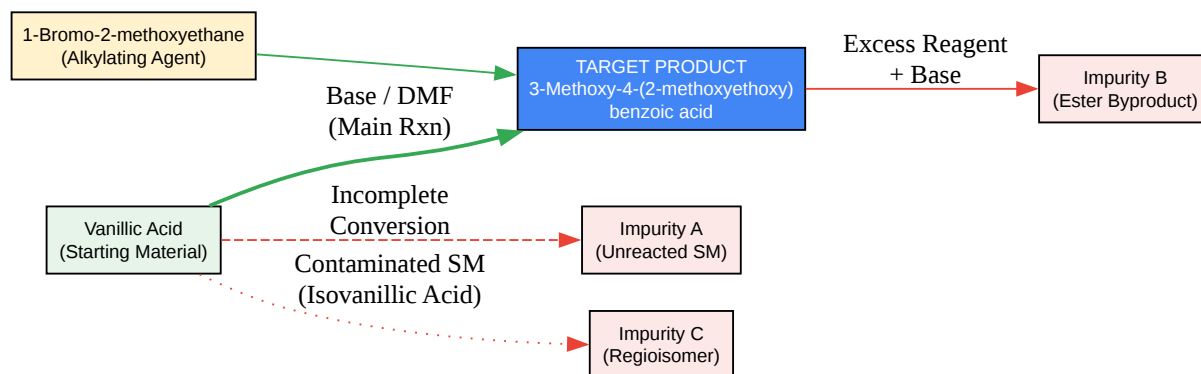 1-Bromo-2-methoxyethane
(Alkylating Agent)
TARGET PRODUCT
3-Methoxy-4-(2-methoxyethoxy)
benzoic acid
Excess Reagent
+ Base
Impurity B
(Ester Byproduct)
Base / DMF
(Main Rxn)
Vanillic Acid
(Starting Material)
Incomplete
Conversion
Impurity A
(Unreacted SM)
Contaminated SM
(Isovanillic Acid)
Impurity C
(Regioisomer)